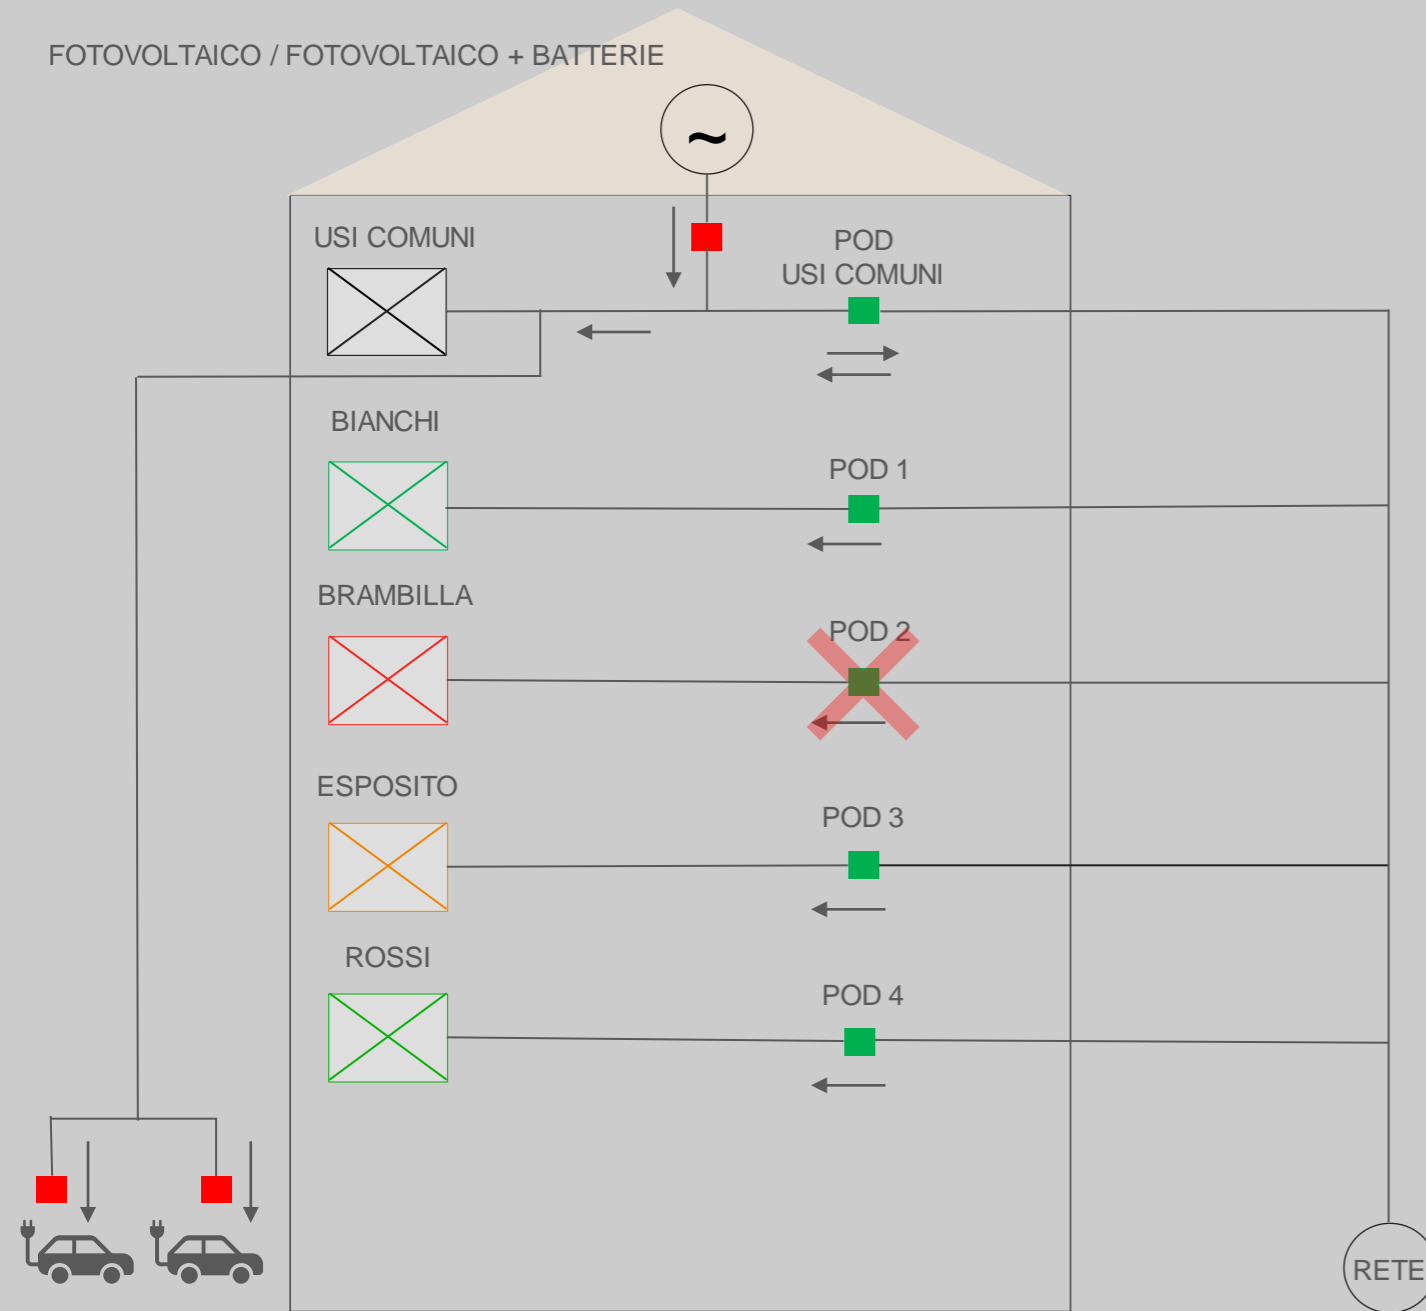 FOTOVOLTAICO / FOTOVOLTAICO + BATTERIE
~
USI COMUNI
POD
USI COMUNI
BIANCHI
POD 1
BRAMBILLA
POD 2
ESPOSITO
POD 3
ROSSI
POD 4
RETE